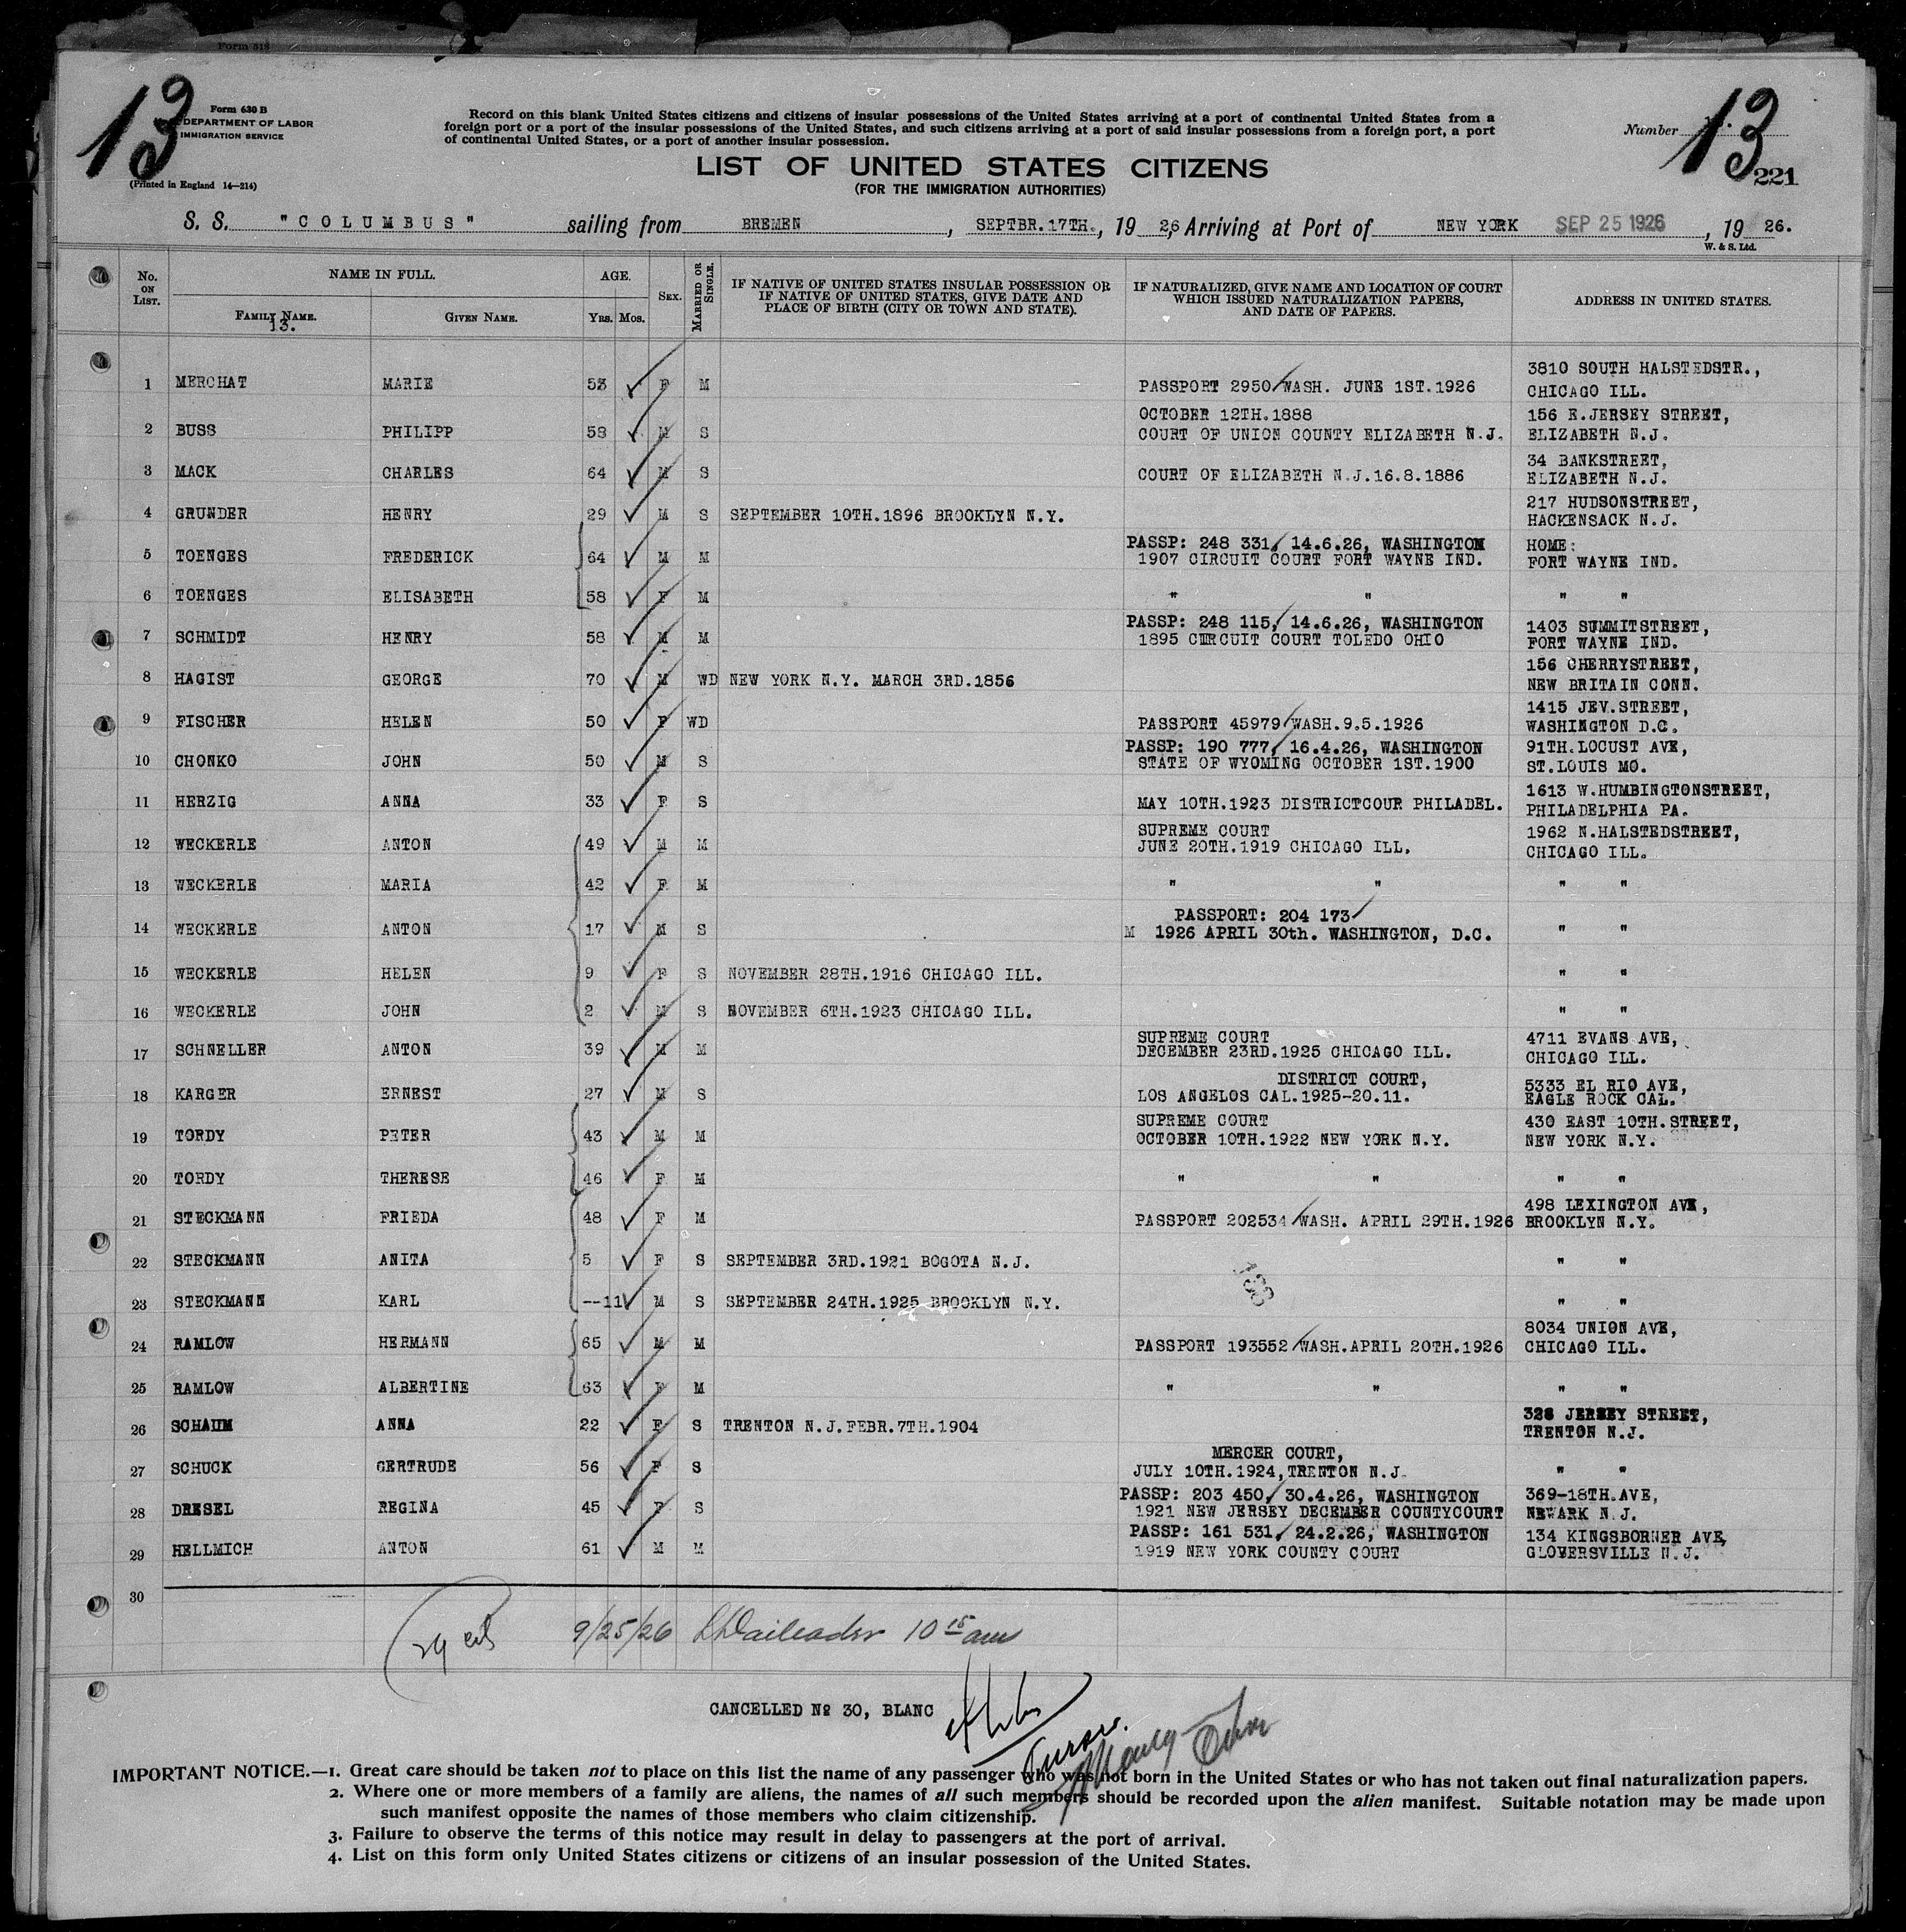 Form 318
13
Form 630 B
DEPARTMENT OF LABOR
IMMIGRATION SERVICE
(Printed in England 14—214)
Record on this blank United States citizens and citizens of insular possessions of the United States arriving at a port of continental United States from a
foreign port or a port of the insular possessions of the United States, and such citizens arriving at a port of said insular possessions from a foreign port, a port
of continental United States, or a port of another insular possession.
Number 13
221
LIST OF UNITED STATES CITIZENS
(FOR THE IMMIGRATION AUTHORITIES)
S. S. "COLUMBUS" sailing from BREMEN, SEPTBR.17TH., 1926, Arriving at Port of NEW YORK SEP 25 1926, 1926.
W. & S. Ltd.
No. ON LIST. NAME IN FULL. AGE. SEX. MARRIED OR SINGLE. IF NATIVE OF UNITED STATES INSULAR POSSESSION OR IF NATIVE OF UNITED STATES, GIVE DATE AND PLACE OF BIRTH (CITY OR TOWN AND STATE). IF NATURALIZED, GIVE NAME AND LOCATION OF COURT WHICH ISSUED NATURALIZATION PAPERS, AND DATE OF PAPERS. ADDRESS IN UNITED STATES.
FAMILY NAME. GIVEN NAME. YRS. MOS.
13.
3810 SOUTH HALSTEDSTR.,
1 MERCHAT MARIE 53 F M PASSPORT 2950/WASH. JUNE 1ST.1926 CHICAGO ILL.
OCTOBER 12TH.1888 156 E.JERSEY STREET,
2 BUSS PHILIPP 58 M S COURT OF UNION COUNTY ELIZABETH N.J. ELIZABETH N.J.
34 BANKSTREET,
3 MACK CHARLES 64 M S COURT OF ELIZABETH N.J.16.8.1886 ELIZABETH N.J.
217 HUDSONSTREET,
4 GRUNDER HENRY 29 M S SEPTEMBER 10TH.1896 BROOKLYN N.Y. HACKENSACK N.J.
PASSP: 248 331, 14.6.26, WASHINGTON HOME:
5 TOENGES FREDERICK 64 M M 1907 CIRCUIT COURT FORT WAYNE IND. FORT WAYNE IND.
6 TOENGES ELISABETH 58 F M " " " "
PASSP: 248 115, 14.6.26, WASHINGTON 1403 SUMMITSTREET,
7 SCHMIDT HENRY 58 M M 1895 CIRCUIT COURT TOLEDO OHIO FORT WAYNE IND.
156 CHERRYSTREET,
8 HAGIST GEORGE 70 M WD NEW YORK N.Y. MARCH 3RD.1856 NEW BRITAIN CONN.
1415 JEV.STREET,
9 FISCHER HELEN 50 F WD PASSPORT 45979/WASH.9.5.1926 WASHINGTON D.C.
PASSP: 190 777, 16.4.26, WASHINGTON 91TH.LOCUST AVE,
10 CHONKO JOHN 50 M S STATE OF WYOMING OCTOBER 1ST.1900 ST.LOUIS MO.
1613 W.HUMBINGTONSTREET,
11 HERZIG ANNA 33 F S MAY 10TH.1923 DISTRICTCOUR PHILADEL. PHILADELPHIA PA.
SUPREME COURT 1962 N.HALSTEDSTREET,
12 WECKERLE ANTON 49 M M JUNE 20TH.1919 CHICAGO ILL. CHICAGO ILL.
13 WECKERLE MARIA 42 F M " " " "
PASSPORT: 204 173/
14 WECKERLE ANTON 17 M S M 1926 APRIL 30th. WASHINGTON, D.C. " "
15 WECKERLE HELEN 9 F S NOVEMBER 28TH.1916 CHICAGO ILL. " "
16 WECKERLE JOHN 2 M S NOVEMBER 6TH.1923 CHICAGO ILL. " "
SUPREME COURT 4711 EVANS AVE,
17 SCHNELLER ANTON 39 M M DECEMBER 23RD.1925 CHICAGO ILL. CHICAGO ILL.
DISTRICT COURT, 5333 EL RIO AVE,
18 KARGER ERNEST 27 M S LOS ANGELOS CAL.1925-20.11. EAGLE ROCK CAL.
SUPREME COURT 430 EAST 10TH.STREET,
19 TORDY PETER 43 M M OCTOBER 10TH.1922 NEW YORK N.Y. NEW YORK N.Y.
20 TORDY THERESE 46 F M " " " "
498 LEXINGTON AVE,
21 STECKMANN FRIEDA 48 F M PASSPORT 202534/WASH. APRIL 29TH.1926 BROOKLYN N.Y.
22 STECKMANN ANITA 5 F S SEPTEMBER 3RD.1921 BOGOTA N.J. " "
23 STECKMANN KARL --11 M S SEPTEMBER 24TH.1925 BROOKLYN N.Y. " "
8034 UNION AVE,
24 RAMLOW HERMANN 65 M M PASSPORT 193552/WASH.APRIL 20TH.1926 CHICAGO ILL.
25 RAMLOW ALBERTINE 63 F M " " " "
328 JERSEY STREET,
26 SCHAUM ANNA 22 F S TRENTON N.J.FEBR.7TH.1904 TRENTON N.J.
MERCER COURT,
27 SCHUCK GERTRUDE 56 F S JULY 10TH.1924,TRENTON N.J. " "
PASSP: 203 450, 30.4.26, WASHINGTON 369-18TH.AVE,
28 DRESEL REGINA 45 F S 1921 NEW JERSEY DECEMBER COUNTYCOURT NEWARK N.J.
PASSP: 161 531, 24.2.26, WASHINGTON 134 KINGSBORNER AVE,
29 HELLMICH ANTON 61 M M 1919 NEW YORK COUNTY COURT GLOVERSVILLE N.J.
30
9/25/26 10 15 am
CANCELLED No 30, BLANC
IMPORTANT NOTICE.—1. Great care should be taken not to place on this list the name of any passenger who was not born in the United States or who has not taken out final naturalization papers.
2. Where one or more members of a family are aliens, the names of all such members should be recorded upon the alien manifest. Suitable notation may be made upon
such manifest opposite the names of those members who claim citizenship.
3. Failure to observe the terms of this notice may result in delay to passengers at the port of arrival.
4. List on this form only United States citizens or citizens of an insular possession of the United States.